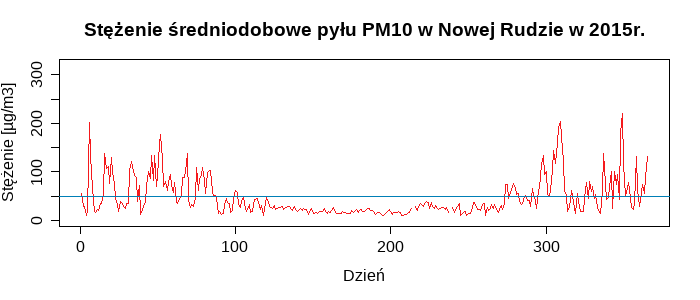 Stężenie średniodobowe pyłu PM10 w Nowej Rudzie w 2015r.
Stężenie [µg/m3]
300
200
100
0
0 100 200 300
Dzień